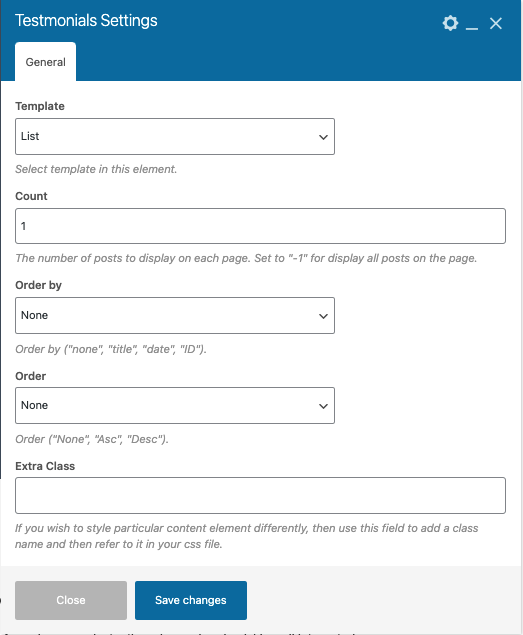 Testmonials Settings
General
Template
List
Select template in this element.
Count
1
The number of posts to display on each page. Set to "-1" for display all posts on the page.
Order by
None
Order by ("none", "title", "date", "ID").
Order
None
Order ("None", "Asc", "Desc").
Extra Class
If you wish to style particular content element differently, then use this field to add a class
name and then refer to it in your css file.
Close
Save changes